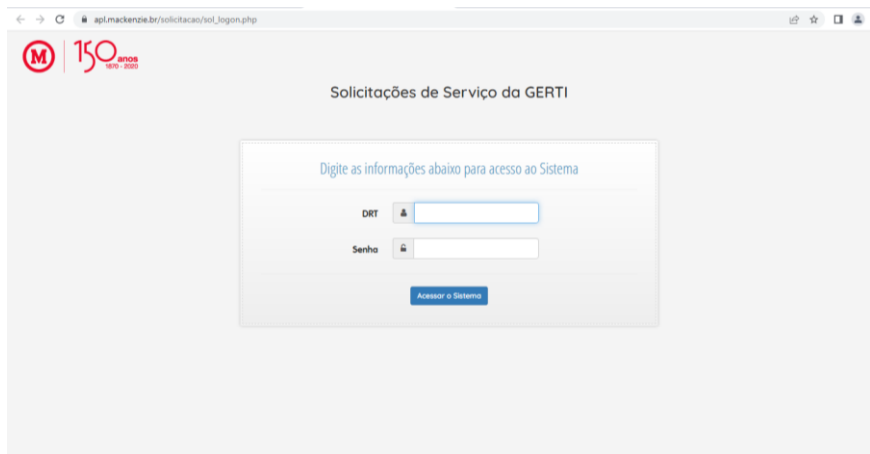 apl.mackenzie.br/solicitacao/sol_logon.php
M
150 anos
1870 - 2020
Solicitações de Serviço da GERTI
Digite as informações abaixo para acesso ao Sistema
DRT
Senha
Acessar o Sistema